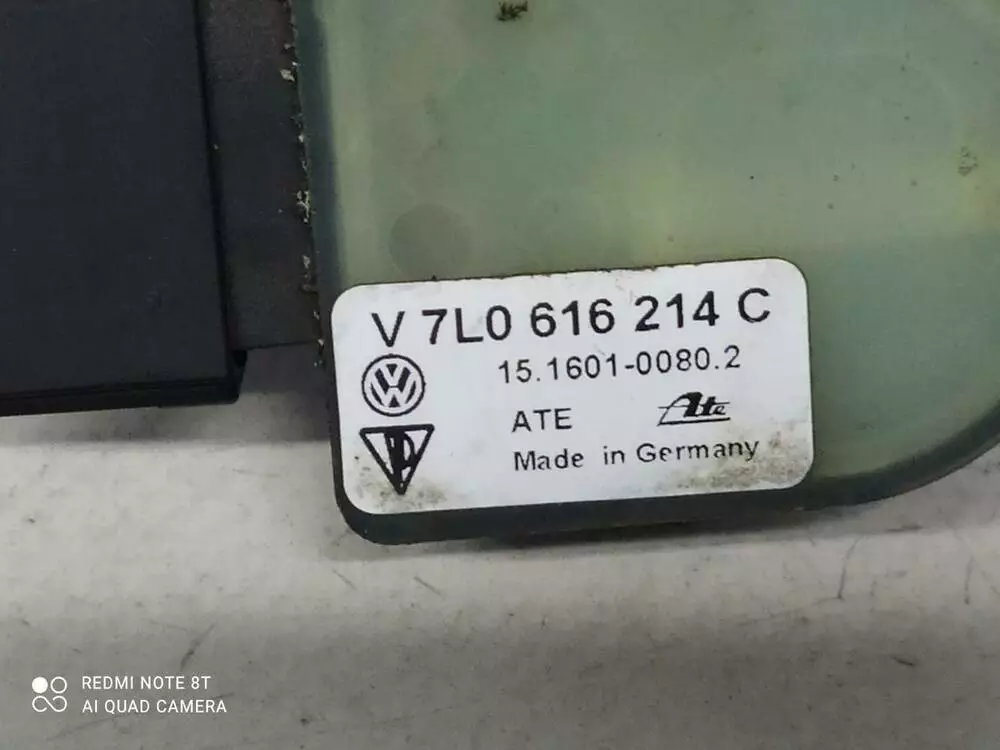 V 7L0 616 214 C
15.1601-0080.2
ATE Ate
Made in Germany
REDMI NOTE 8T
AI QUAD CAMERA